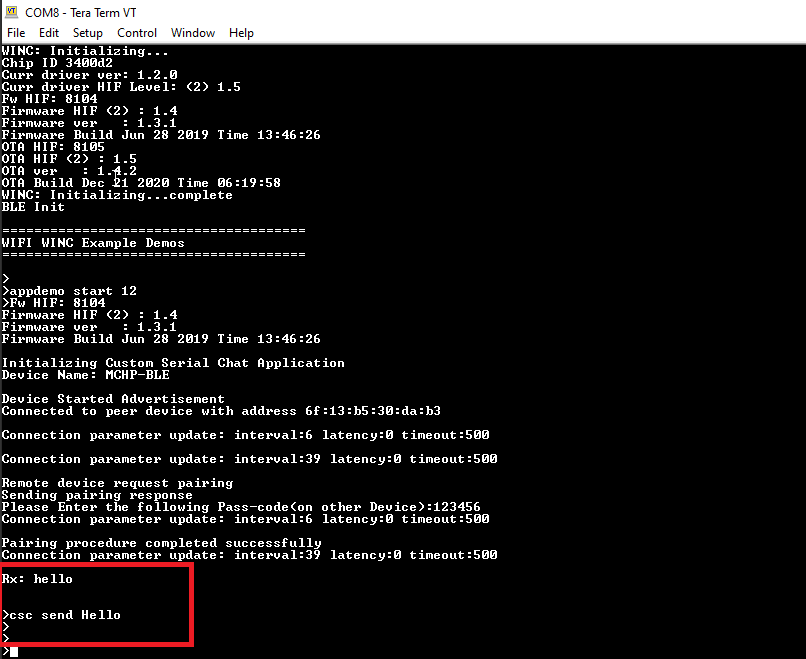 COM8 - Tera Term VT
File Edit Setup Control Window Help
WINC: Initializing...
Chip ID 3400d2
Curr driver ver: 1.2.0
Curr driver HIF Level: (2) 1.5
Fw HIF: 8104
Firmware HIF (2) : 1.4
Firmware ver   : 1.3.1
Firmware Build Jun 28 2019 Time 13:46:26
OTA HIF: 8105
OTA HIF (2) : 1.5
OTA ver   : 1.4.2
OTA Build Dec 21 2020 Time 06:19:58
WINC: Initializing...complete
BLE Init
======================================
WIFI WINC Example Demos
======================================
>
>appdemo start 12
>Fw HIF: 8104
Firmware HIF (2) : 1.4
Firmware ver   : 1.3.1
Firmware Build Jun 28 2019 Time 13:46:26
Initializing Custom Serial Chat Application
Device Name: MCHP-BLE
Device Started Advertisement
Connected to peer device with address 6f:13:b5:30:da:b3
Connection parameter update: interval:6 latency:0 timeout:500
Connection parameter update: interval:39 latency:0 timeout:500
Remote device request pairing
Sending pairing response
Please Enter the following Pass-code(on other Device):123456
Connection parameter update: interval:6 latency:0 timeout:500
Pairing procedure completed successfully
Connection parameter update: interval:39 latency:0 timeout:500
Rx: hello
>csc send Hello
>
>
>